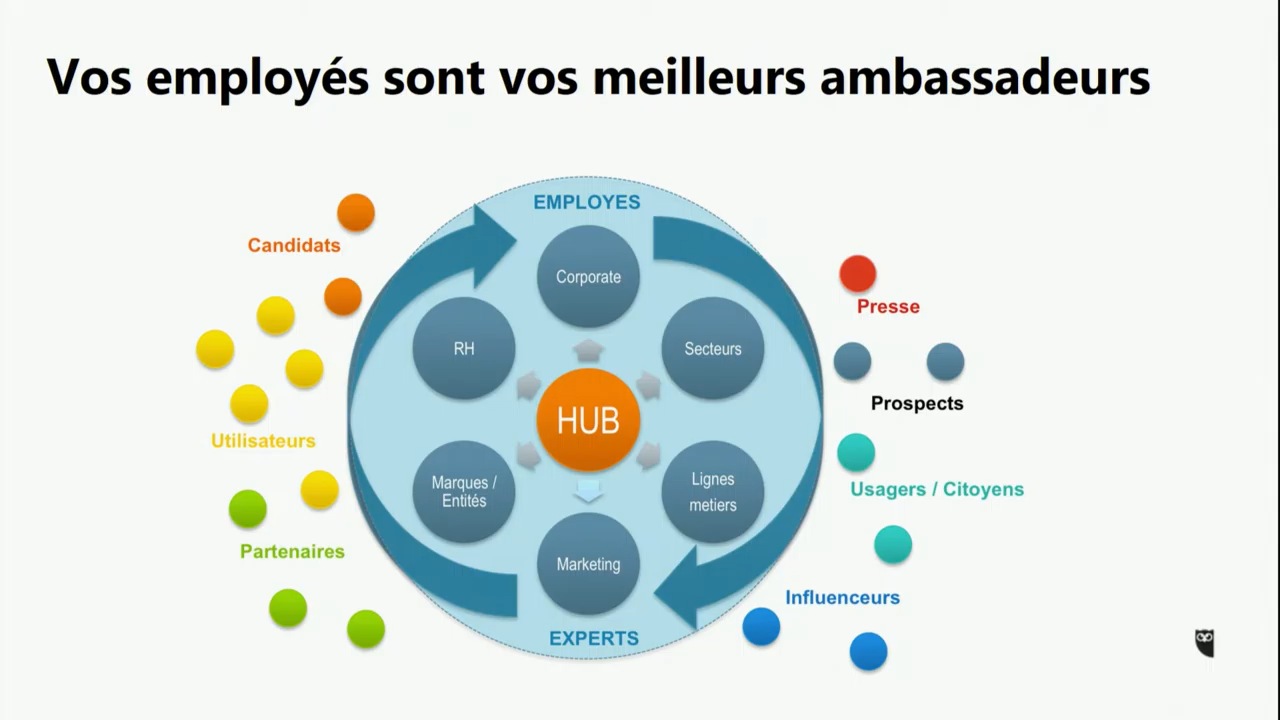 Vos employés sont vos meilleurs ambassadeurs
EMPLOYES
Candidats
Corporate
Presse
RH
Secteurs
Prospects
HUB
Utilisateurs
Marques /
Entités
Lignes
metiers
Usagers / Citoyens
Partenaires
Marketing
Influenceurs
EXPERTS